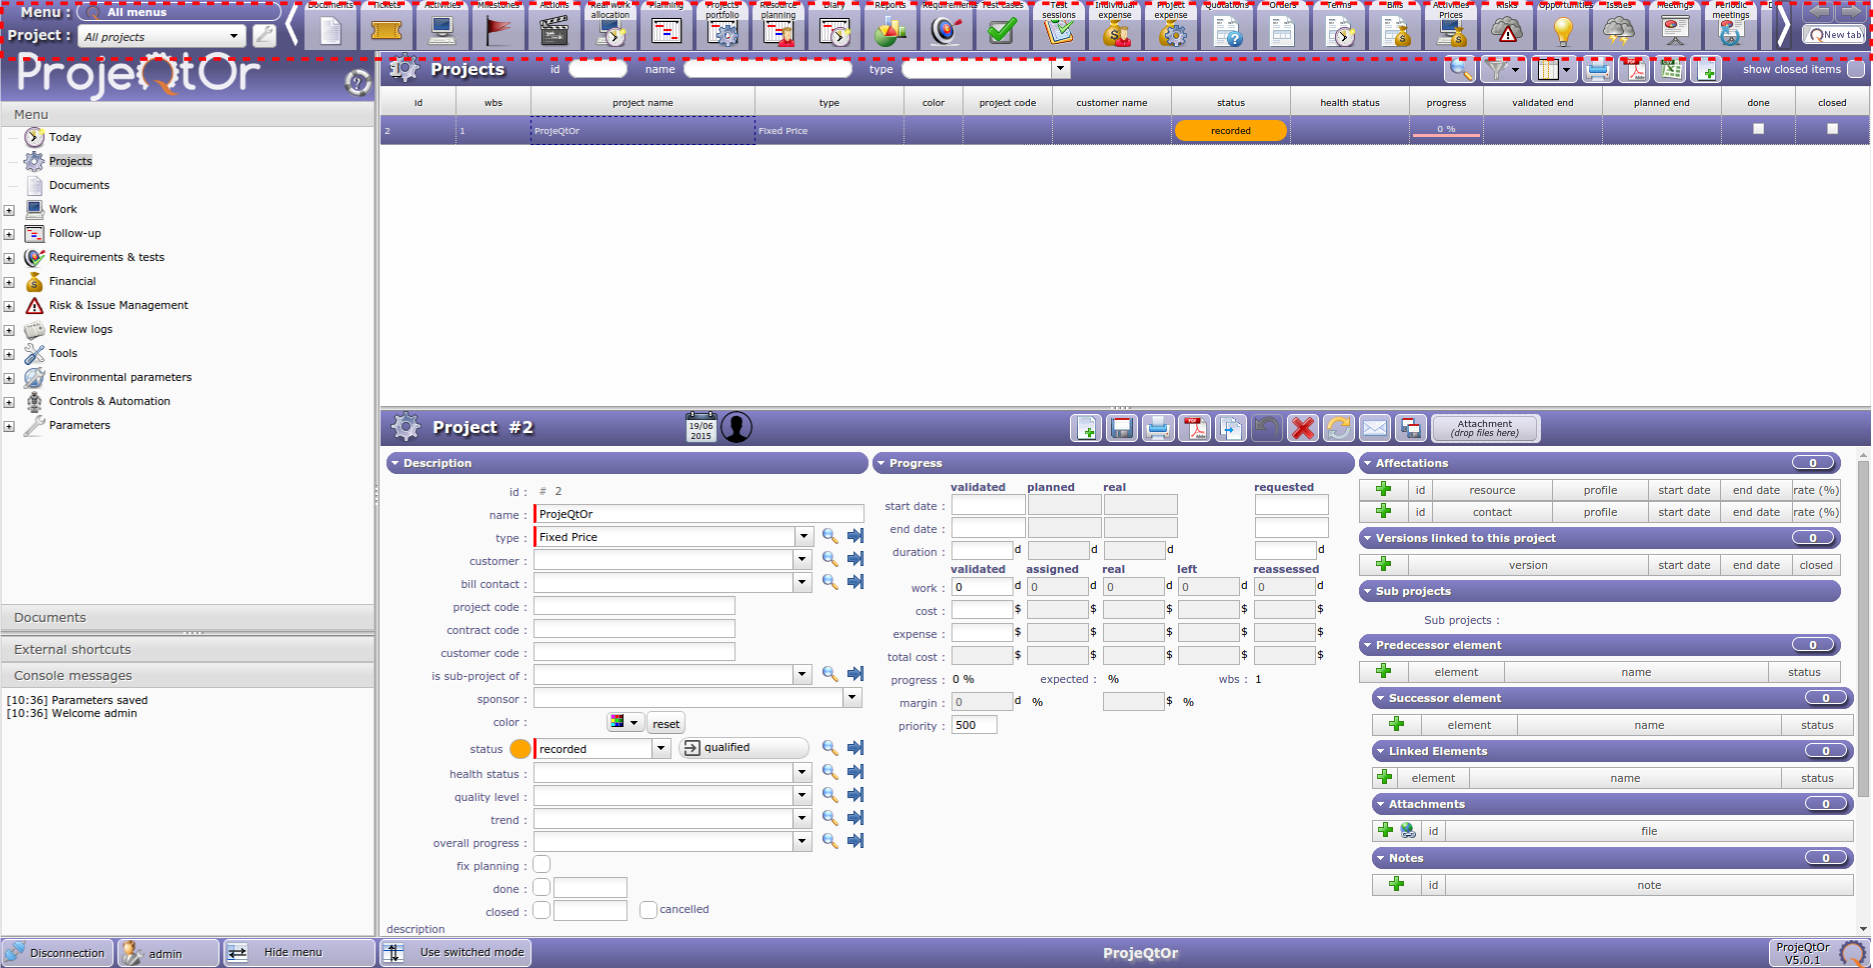 Menu : All menus
Project : All projects
Documents Tickets Activities Milestones Actions Real work allocation Planning Projects portfolio Resource planning Diary Reports Requirements Test cases Test sessions Individual expense Project expense Quotations Orders Terms Bills Activities Prices Risks Opportunities Issues Meetings Periodic meetings
New tab
ProjeQtOr
Menu
Today
Projects
Documents
Work
Follow-up
Requirements & tests
Financial
Risk & Issue Management
Review logs
Tools
Environmental parameters
Controls & Automation
Parameters
Documents
External shortcuts
Console messages
[10:36] Parameters saved
[10:36] Welcome admin
Projects id name type show closed items
id wbs project name type color project code customer name status health status progress validated end planned end done closed
2 1 ProjeQtOr Fixed Price recorded 0 %
Project #2 19/06 2015
Attachment
(drop files here)
Description
id : # 2
name : ProjeQtOr
type : Fixed Price
customer :
bill contact :
project code :
contract code :
customer code :
is sub-project of :
sponsor :
color : reset
status recorded qualified
health status :
quality level :
trend :
overall progress :
fix planning :
done :
closed : cancelled
description
Progress
validated planned real requested
start date :
end date :
duration : d d d d
validated assigned real left reassessed
work : 0 d 0 d 0 d 0 d 0 d
cost : $ $ $ $ $
expense : $ $ $ $ $
total cost : $ $ $ $ $
progress : 0 % expected : % wbs : 1
margin : 0 d % $ %
priority : 500
Affectations 0
id resource profile start date end date rate (%)
id contact profile start date end date rate (%)
Versions linked to this project 0
version start date end date closed
Sub projects
Sub projects :
Predecessor element 0
element name status
Successor element 0
element name status
Linked Elements 0
element name status
Attachments 0
id file
Notes 0
id note
Disconnection admin Hide menu Use switched mode ProjeQtOr
ProjeQtOr
V5.0.1